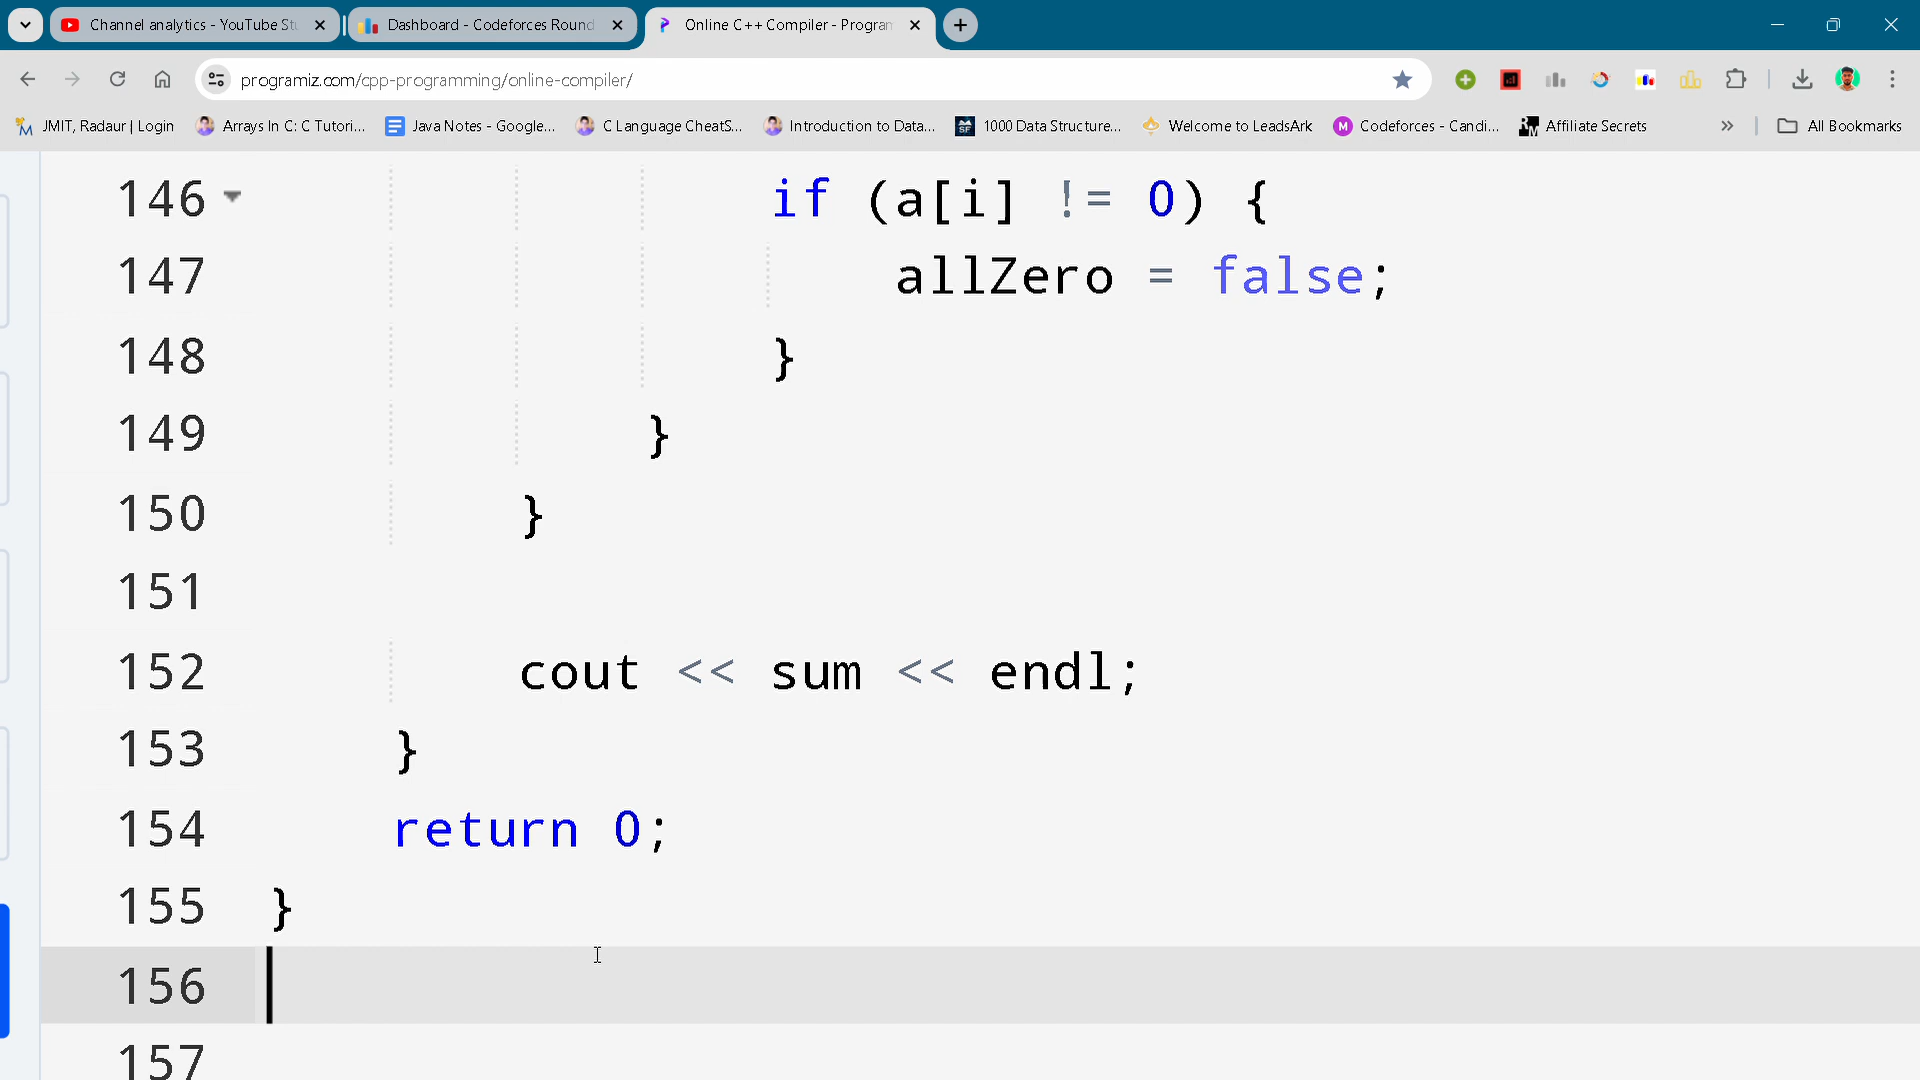 Channel analytics - YouTube Stu
Dashboard - Codeforces Round
Online C++ Compiler - Program
programiz.com/cpp-programming/online-compiler/
JMIT, Radaur | Login
Arrays In C: C Tutori...
Java Notes - Google...
C Language CheatS...
Introduction to Data...
1000 Data Structure...
Welcome to LeadsArk
Codeforces - Candi...
Affiliate Secrets
All Bookmarks
146 if (a[i] != 0) {
147 allZero = false;
148 }
149 }
150 }
151
152 cout << sum << endl;
153 }
154 return 0;
155 }
156
157